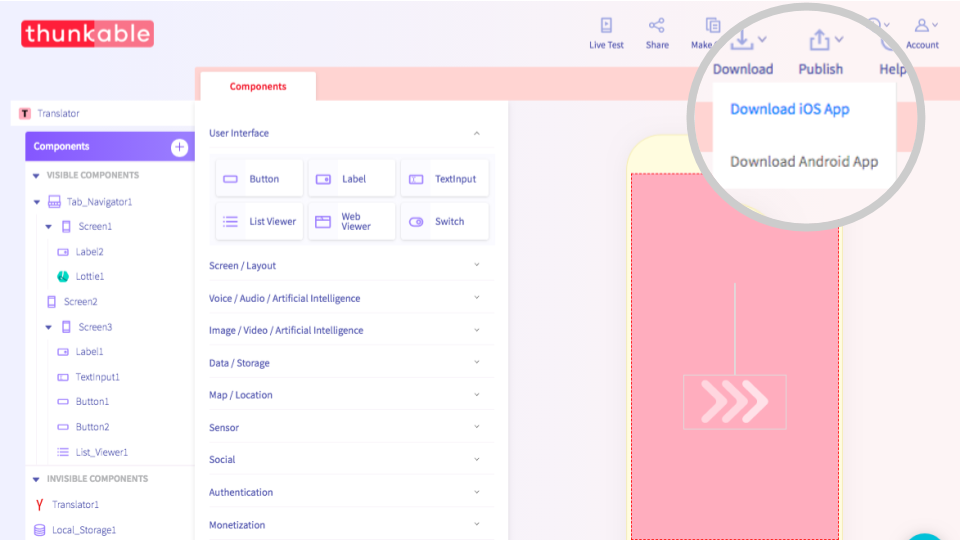 thunkable
Live Test
Share
Make
Download
Publish
Help
Account
Download iOS App
Download Android App
Components
T Translator
Components
VISIBLE COMPONENTS
Tab_Navigator1
Screen1
Label2
Lottie1
Screen2
Screen3
Label1
TextInput1
Button1
Button2
List_Viewer1
INVISIBLE COMPONENTS
Translator1
Local_Storage1
User Interface
Button
Label
TextInput
List Viewer
Web
Viewer
Switch
Screen / Layout
Voice / Audio / Artificial Intelligence
Image / Video / Artificial Intelligence
Data / Storage
Map / Location
Sensor
Social
Authentication
Monetization